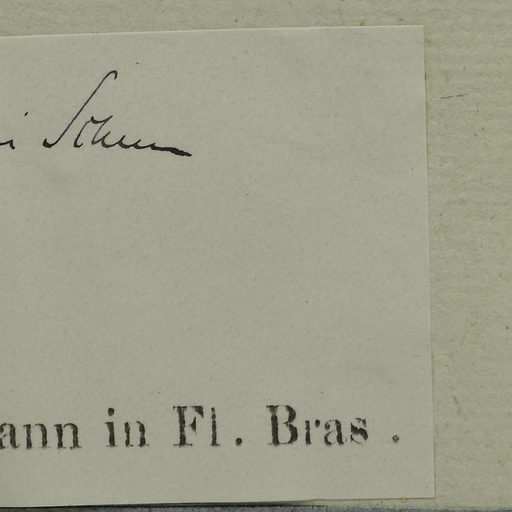 i Schum
ann in Fl. Bras.